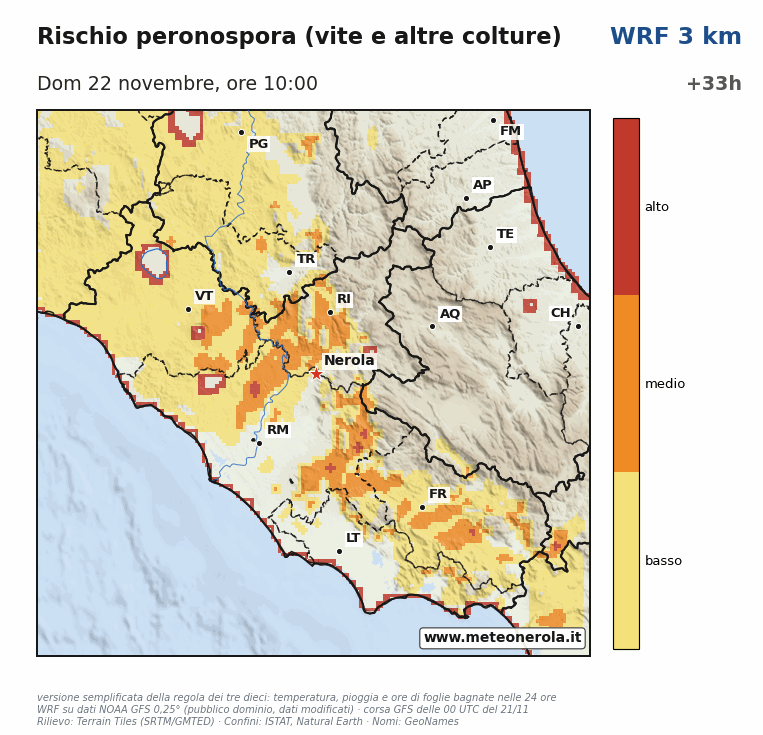 Rischio peronospora (vite e altre colture)
WRF 3 km
Dom 22 novembre, ore 10:00
+33h
FM
PG
AP
TE
TR
VT
RI
AQ
CH
Nerola
RM
FR
LT
alto
medio
basso
www.meteonerola.it
versione semplificata della regola dei tre dieci: temperatura, pioggia e ore di foglie bagnate nelle 24 ore
WRF su dati NOAA GFS 0,25° (pubblico dominio, dati modificati) · corsa GFS delle 00 UTC del 21/11
Rilievo: Terrain Tiles (SRTM/GMTED) · Confini: ISTAT, Natural Earth · Nomi: GeoNames